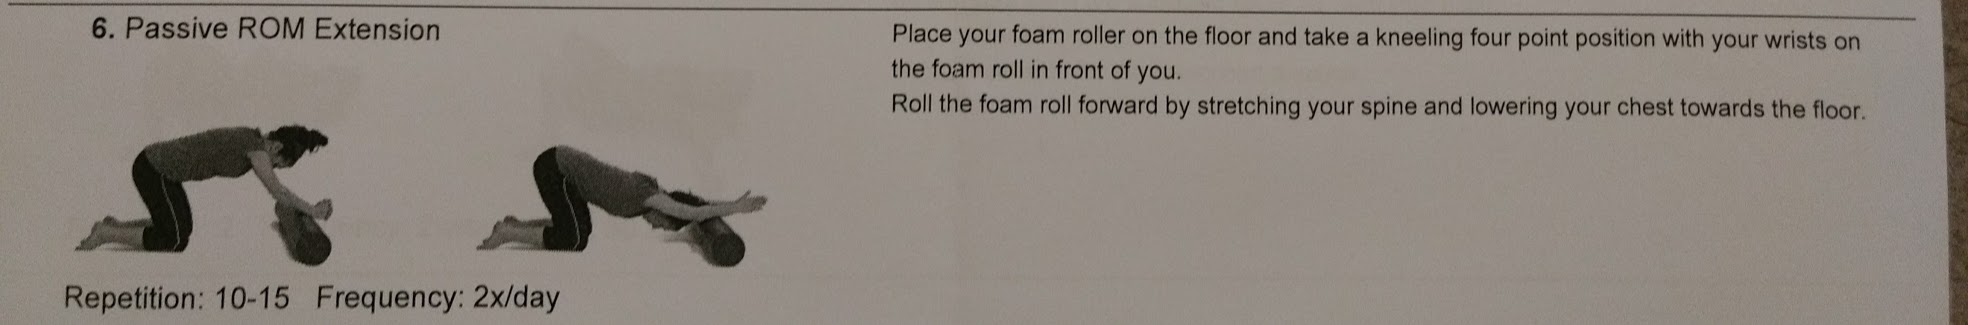 6. Passive ROM Extension
Place your foam roller on the floor and take a kneeling four point position with your wrists on
the foam roll in front of you.
Roll the foam roll forward by stretching your spine and lowering your chest towards the floor.
Repetition: 10-15 Frequency: 2x/day